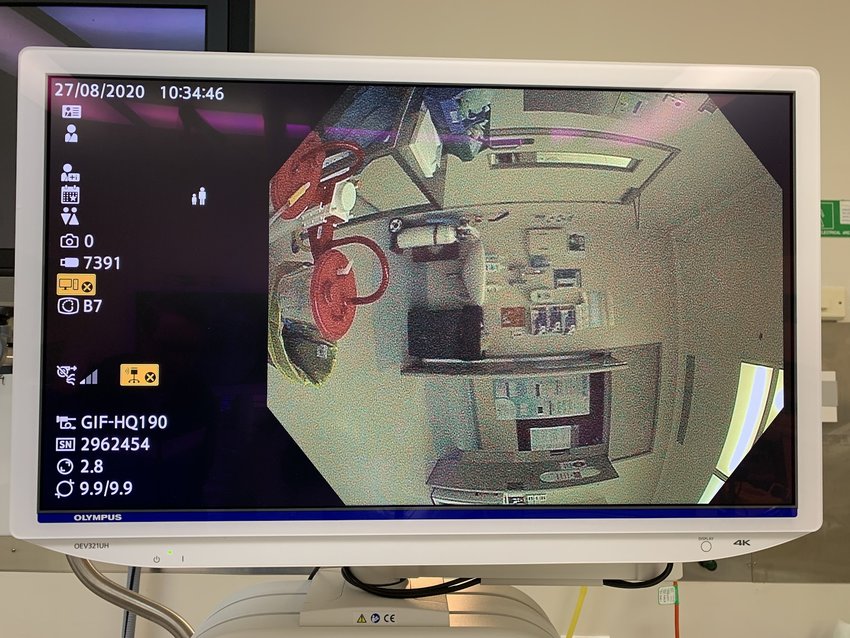 27/08/2020 10:34:46
0
7391
B7
GIF-HQ190
SN 2962454
2.8
9.9/9.9
OLYMPUS
OEV321UH
DISPLAY
4K
CE